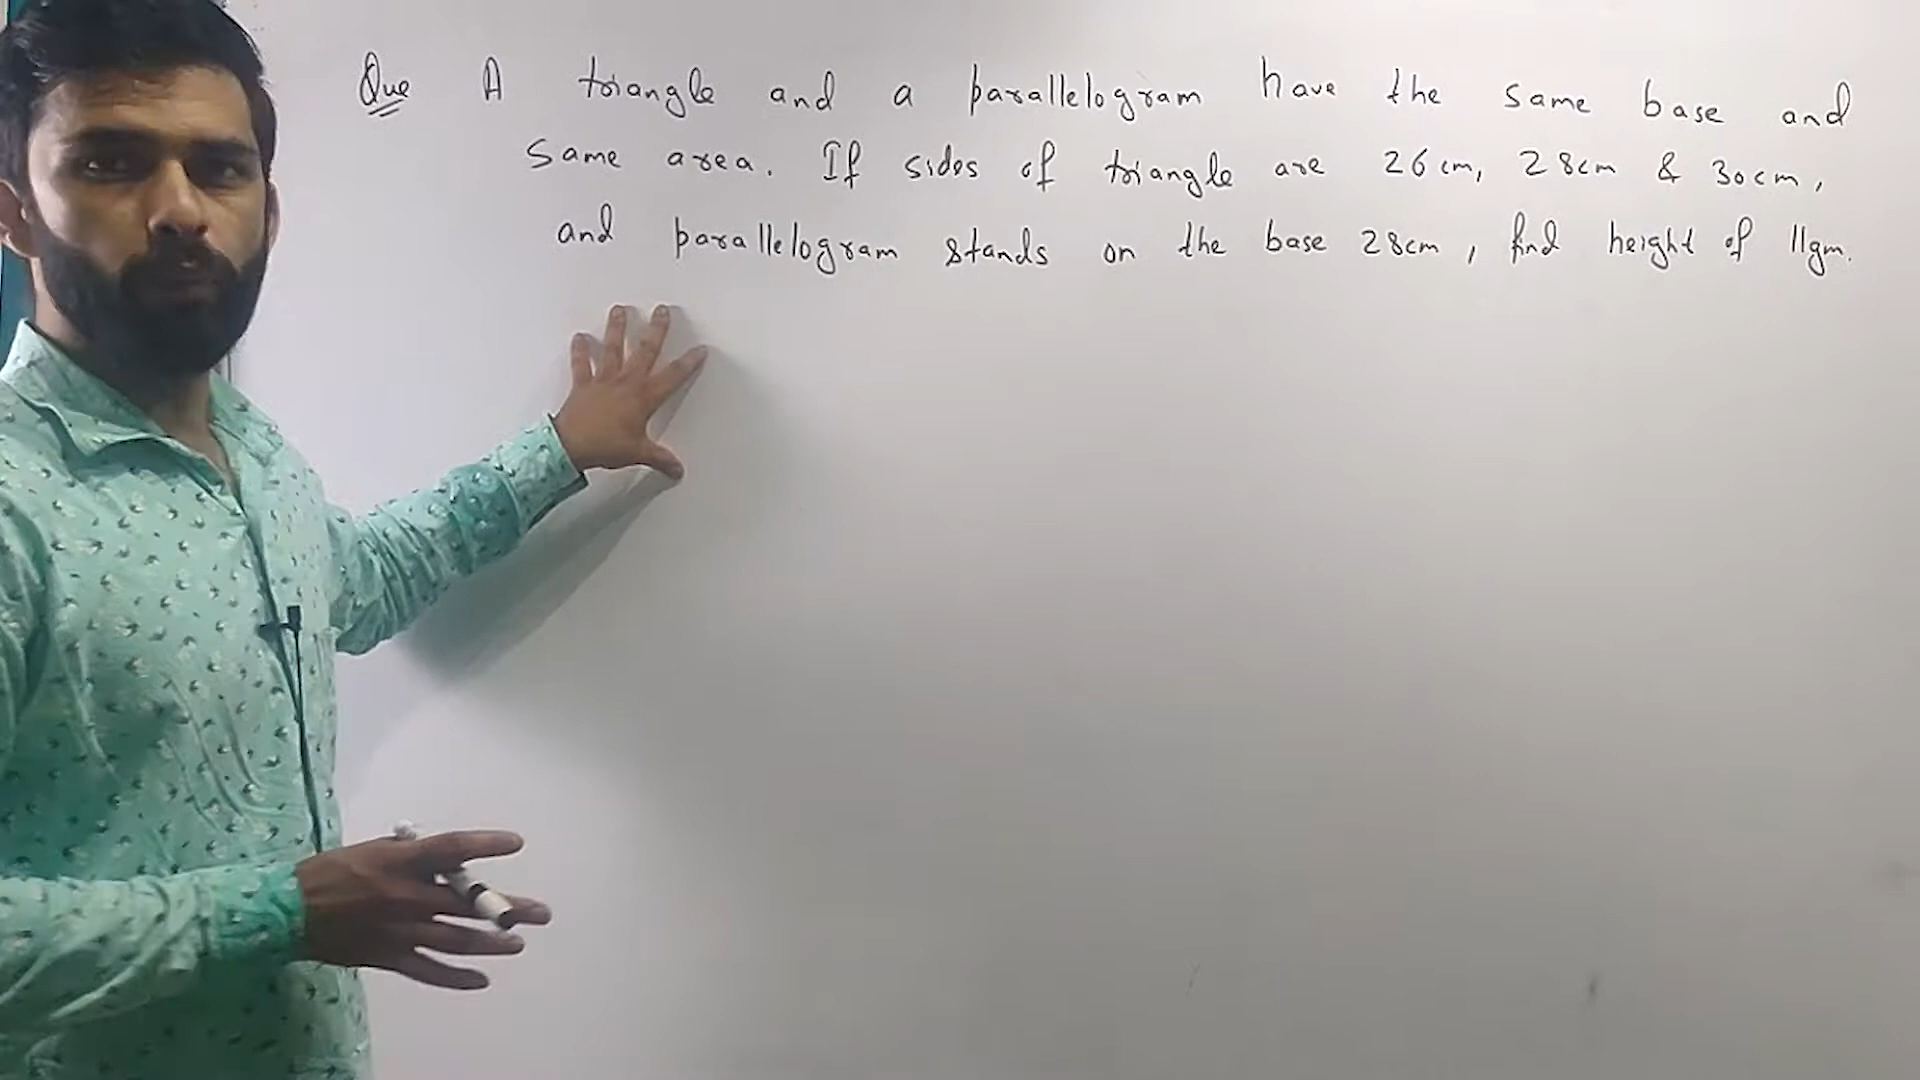 Que A triangle and a parallelogram have the same base and
same area. If sides of triangle are 26 cm, 28cm & 30cm,
and parallelogram stands on the base 28cm, find height of ||gm.